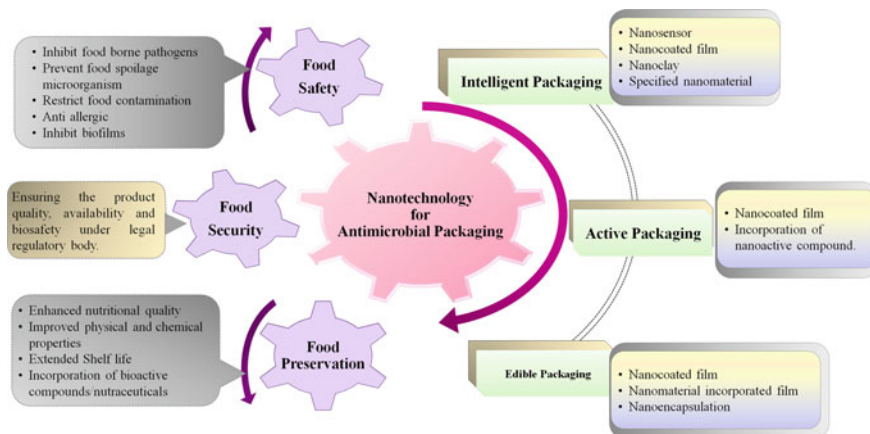 • Inhibit food borne pathogens
• Prevent food spoilage
microorganism
• Restrict food contamination
• Anti allergic
• Inhibit biofilms
Food
Safety
Ensuring the product
quality, availability and
biosafety under legal
regulatory body.
Food
Security
• Enhanced nutritional quality
• Improved physical and chemical
properties
• Extended Shelf life
• Incorporation of bioactive
compounds/nutraceuticals
Food
Preservation
Nanotechnology
for
Antimicrobial Packaging
Intelligent Packaging
• Nanosensor
• Nanocoated film
• Nanoclay
• Specified nanomaterial
Active Packaging
• Nanocoated film
• Incorporation of
nanoactive compound.
Edible Packaging
• Nanocoated film
• Nanomaterial incorporated film
• Nanoencapsulation